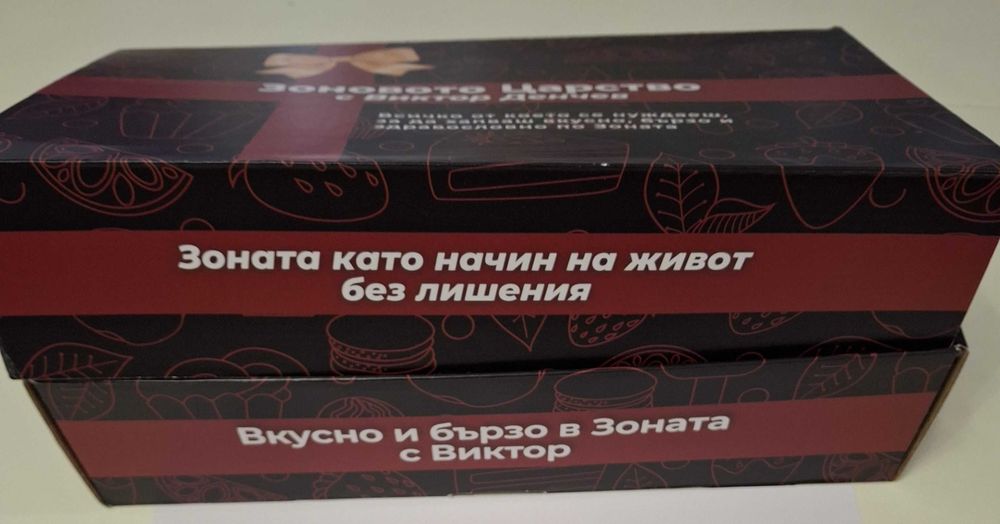 Зоновото Царство
с Виктор Денчев
Всичко от което се нуждаеш,
за да хапваш вкусно, бързо и
здравословно по Зоната
Зоната като начин на живот
без лишения
Вкусно и бързо в Зоната
с Виктор